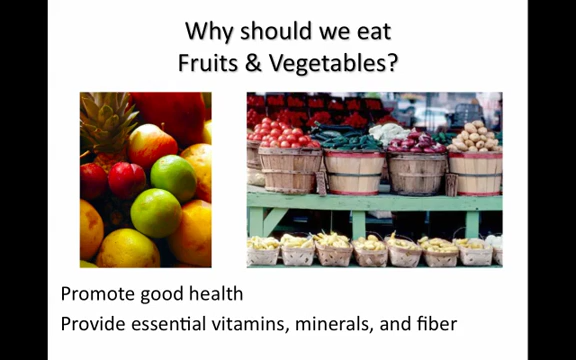 Why should we eat
Fruits & Vegetables?
Promote good health
Provide essential vitamins, minerals, and fiber